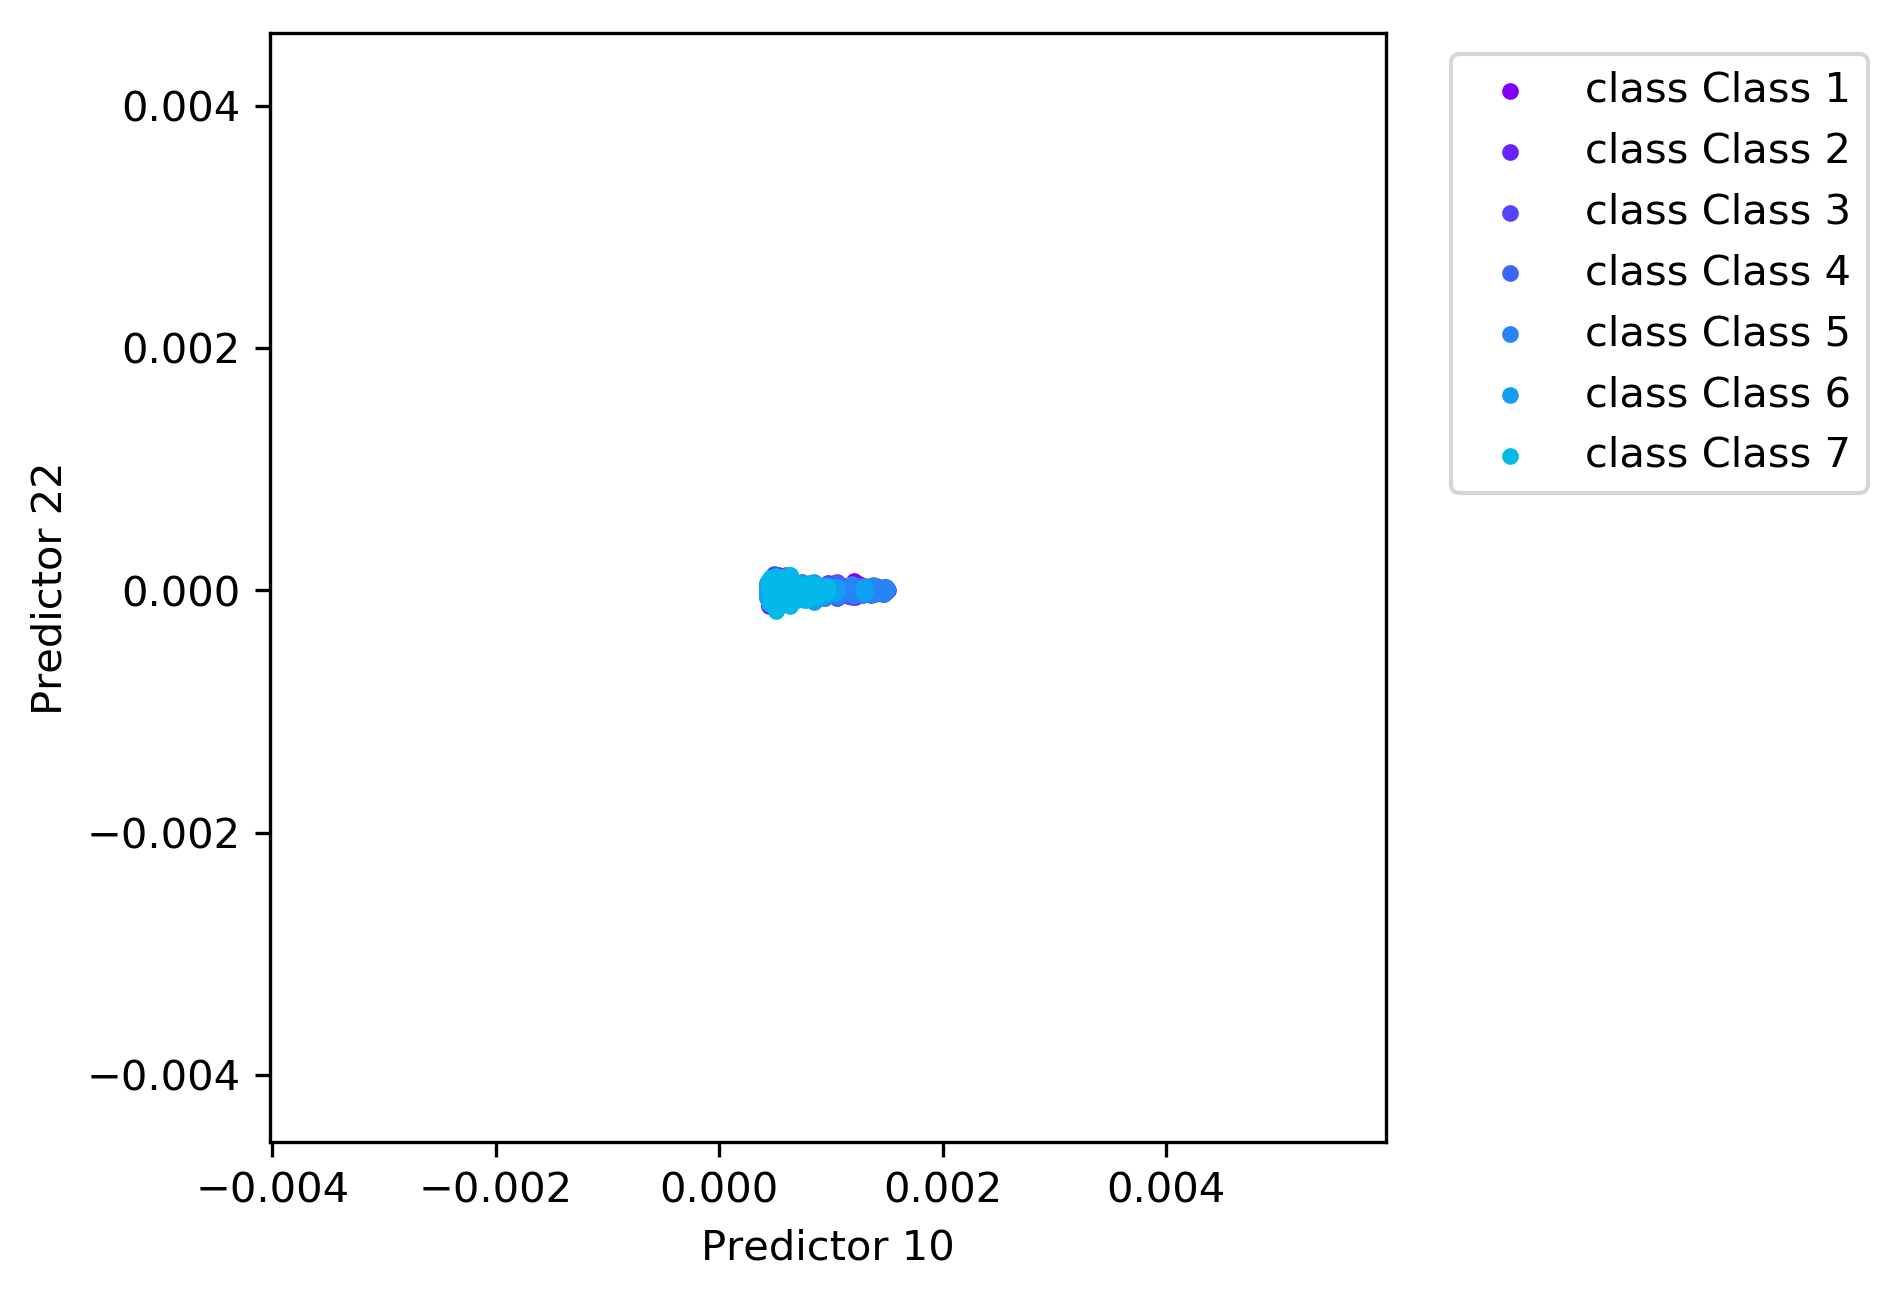 class Class 1
class Class 2
class Class 3
class Class 4
class Class 5
class Class 6
class Class 7
0.004
0.002
0.000
−0.002
−0.004
Predictor 22
−0.004 −0.002 0.000 0.002 0.004
Predictor 10